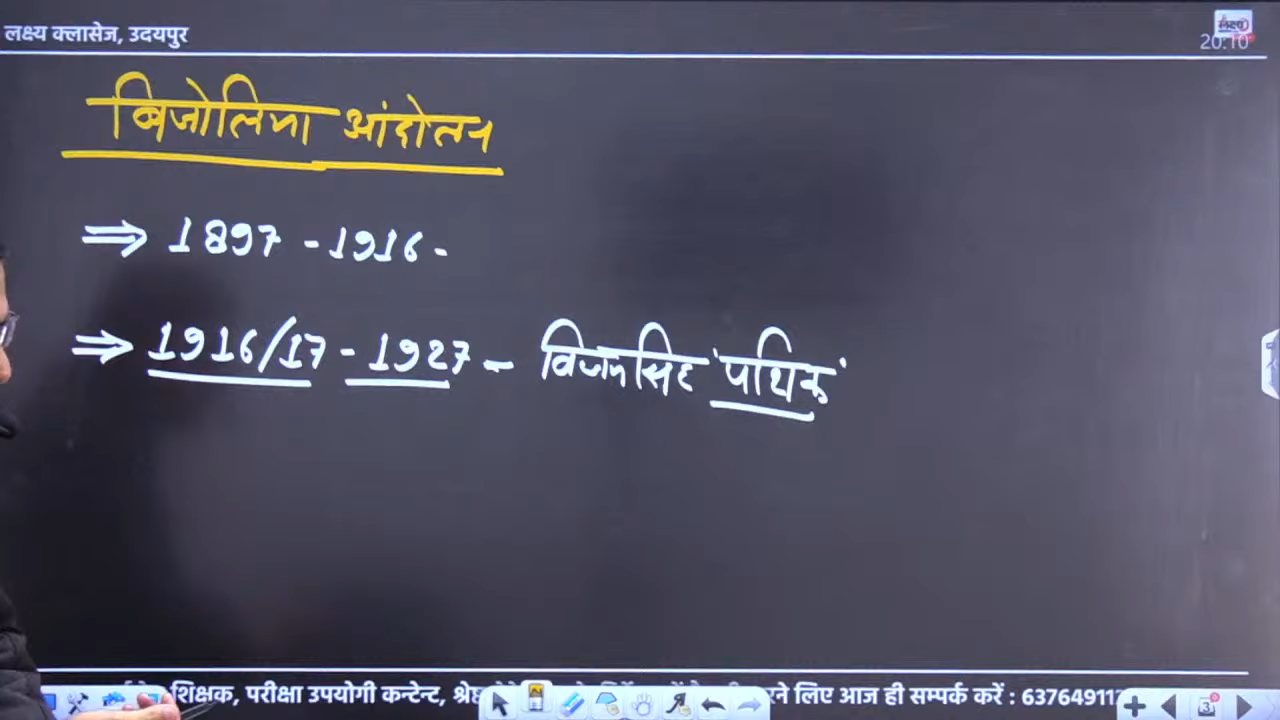 लक्ष्य क्लासेज, उदयपुर
20:10
बिजोलिया आंदोलन
⇒ 1897 - 1916 -
⇒ 1916/17 - 1927 - विजयसिंह 'पथिक'
शिक्षक, परीक्षा उपयोगी कन्टेन्ट, लिए आज ही सम्पर्क करें : 63764911